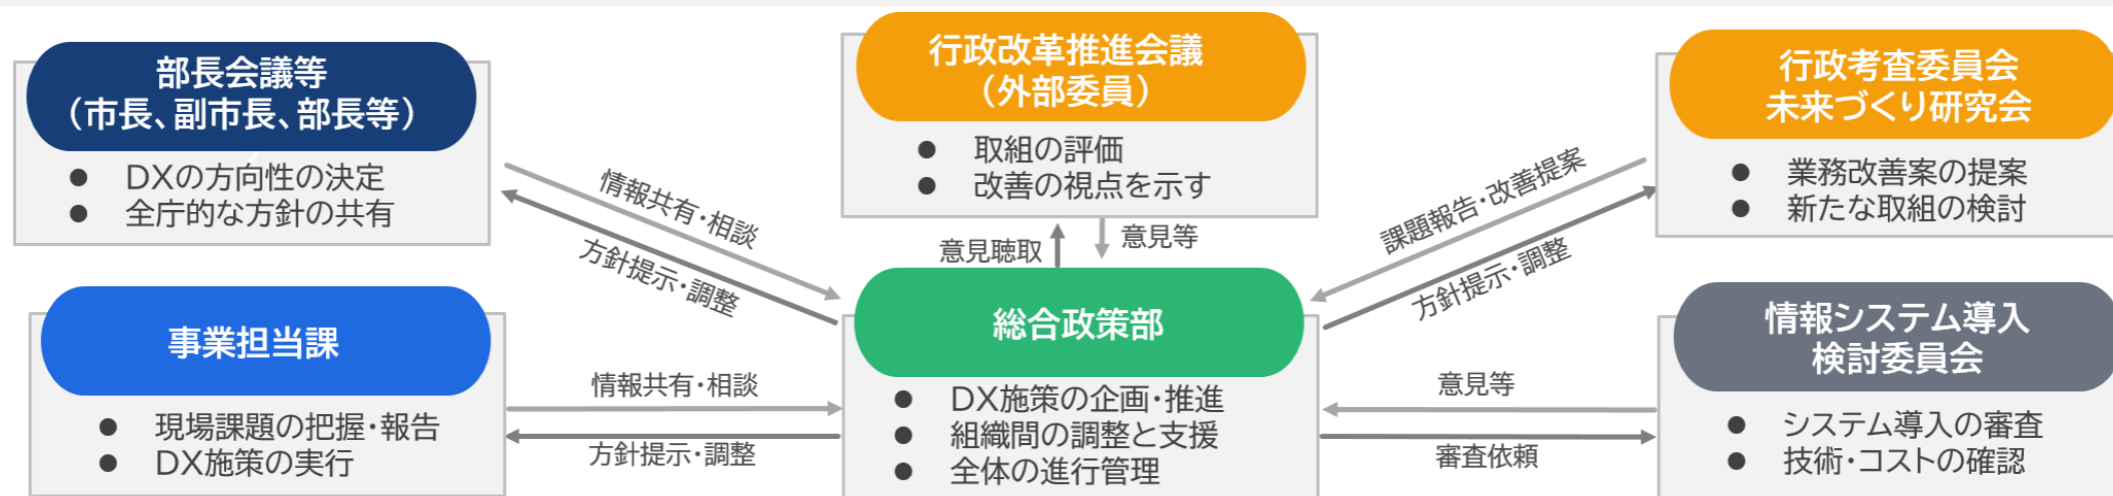 部長会議等
（市長、副市長、部長等）
● DXの方向性の決定
● 全庁的な方針の共有
行政改革推進会議
（外部委員）
● 取組の評価
● 改善の視点を示す
行政考査委員会
未来づくり研究会
● 業務改善案の提案
● 新たな取組の検討
情報共有・相談
方針提示・調整
意見聴取
意見等
課題報告・改善提案
方針提示・調整
事業担当課
● 現場課題の把握・報告
● DX施策の実行
情報共有・相談
方針提示・調整
総合政策部
● DX施策の企画・推進
● 組織間の調整と支援
● 全体の進行管理
意見等
審査依頼
情報システム導入
検討委員会
● システム導入の審査
● 技術・コストの確認